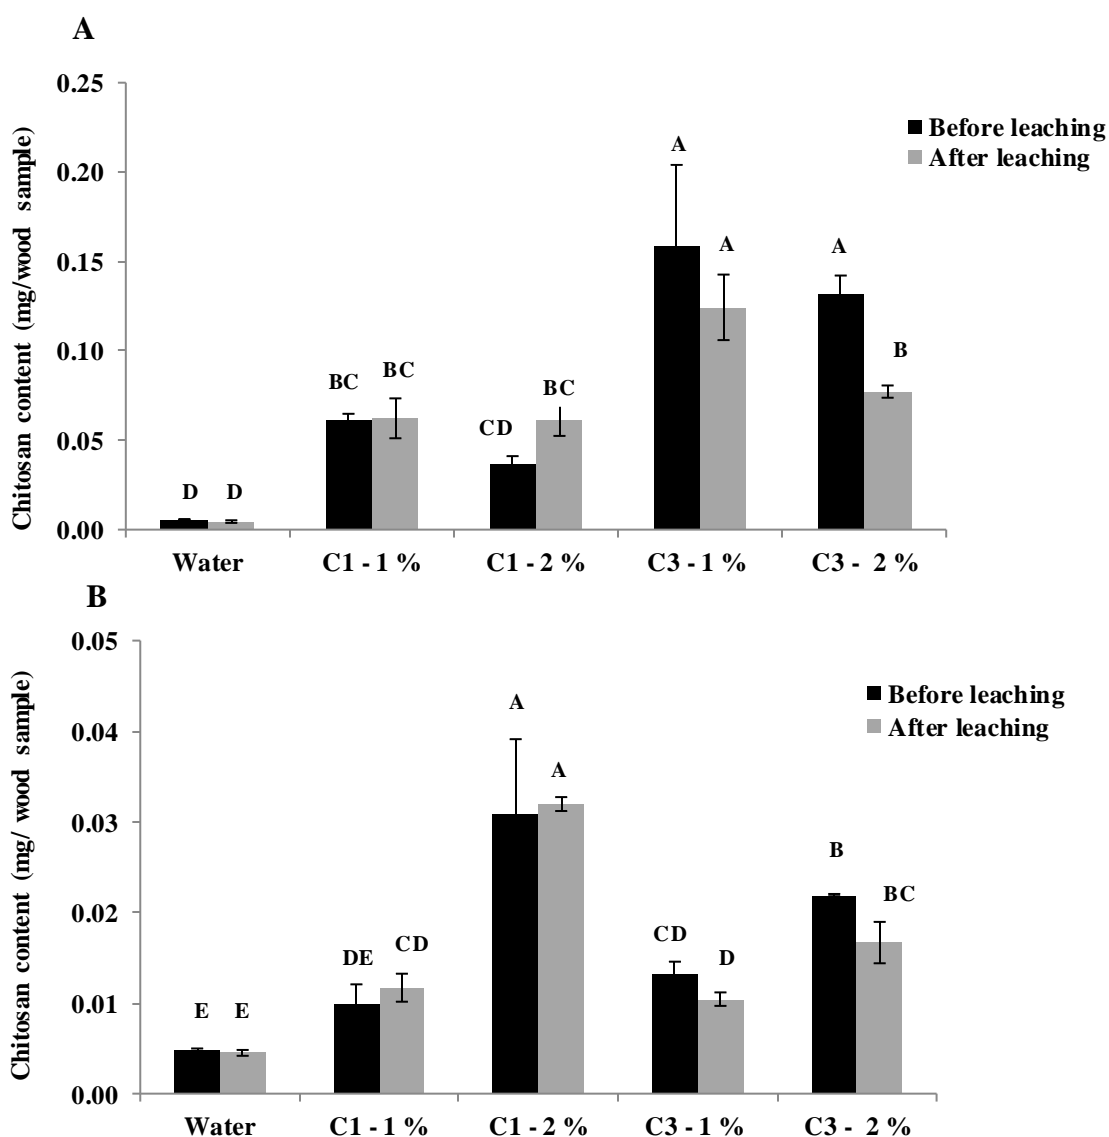 A
Chitosan content (mg/wood sample)
0.25
0.20
0.15
0.10
0.05
0.00
Before leaching
After leaching
D D BC BC CD BC A A A B
Water C1 - 1 % C1 - 2 % C3 - 1 % C3 - 2 %
B
Chitosan content (mg/ wood sample)
0.05
0.04
0.03
0.02
0.01
0.00
Before leaching
After leaching
E E DE CD A A CD D B BC
Water C1 - 1 % C1 - 2 % C3 - 1 % C3 - 2 %